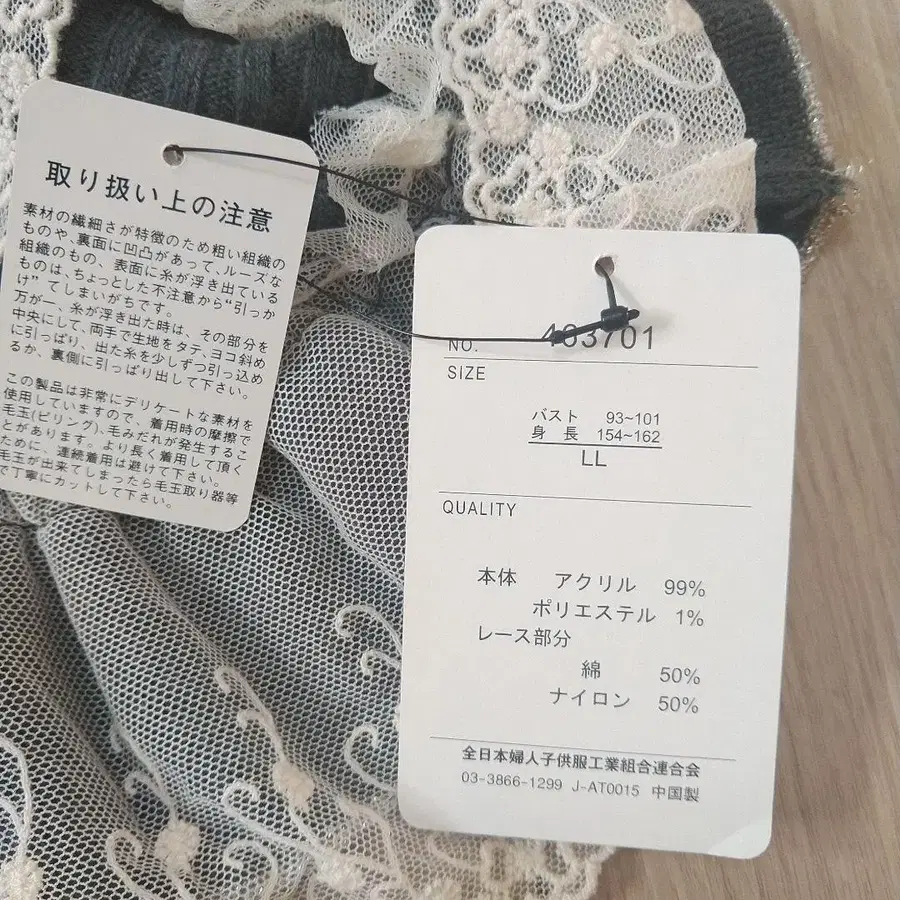 取り扱い上の注意
素材の繊細さが特徴のため粗い組織の
ものや、裏面に凹凸があって、ルーズな
組織のもの、表面に糸が浮き出ている
ものは、ちょっとした不注意から“引っか
け”てしまいがちです。
万が一、糸が浮き出た時は、その部分を
中央にして、両手で生地をタテ、ヨコ斜め
に引っぱり、出た糸を少しずつ引っ込め
るか、裏側に引っぱり出して下さい。
この製品は非常にデリケートな素材を
使用していますので、着用時の摩擦で
毛玉(ピリング)、毛みだれが発生するこ
とがあります。より長く着用して頂く
ために、連続着用は避けて下さい。
毛玉が出来てしまったら毛玉取り器等
で丁寧にカットして下さい。
NO. 403701
SIZE
バスト 93~101
身長 154~162
LL
QUALITY
本体 アクリル 99%
ポリエステル 1%
レース部分
綿 50%
ナイロン 50%
全日本婦人子供服工業組合連合会
03-3866-1299 J-AT0015 中国製